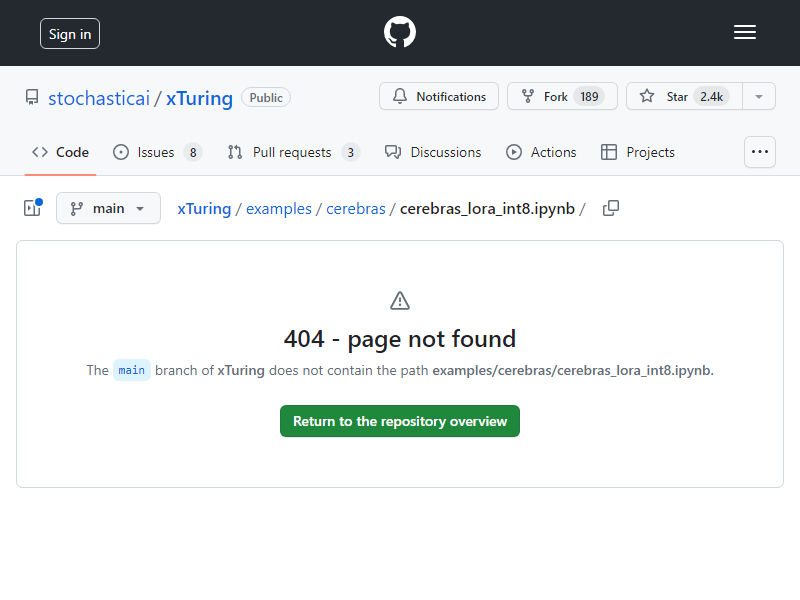 Sign in
stochasticai / xTuring Public
Notifications
Fork 189
Star 2.4k
Code
Issues 8
Pull requests 3
Discussions
Actions
Projects
main
xTuring / examples / cerebras / cerebras_lora_int8.ipynb /
404 - page not found
The main branch of xTuring does not contain the path examples/cerebras/cerebras_lora_int8.ipynb.
Return to the repository overview